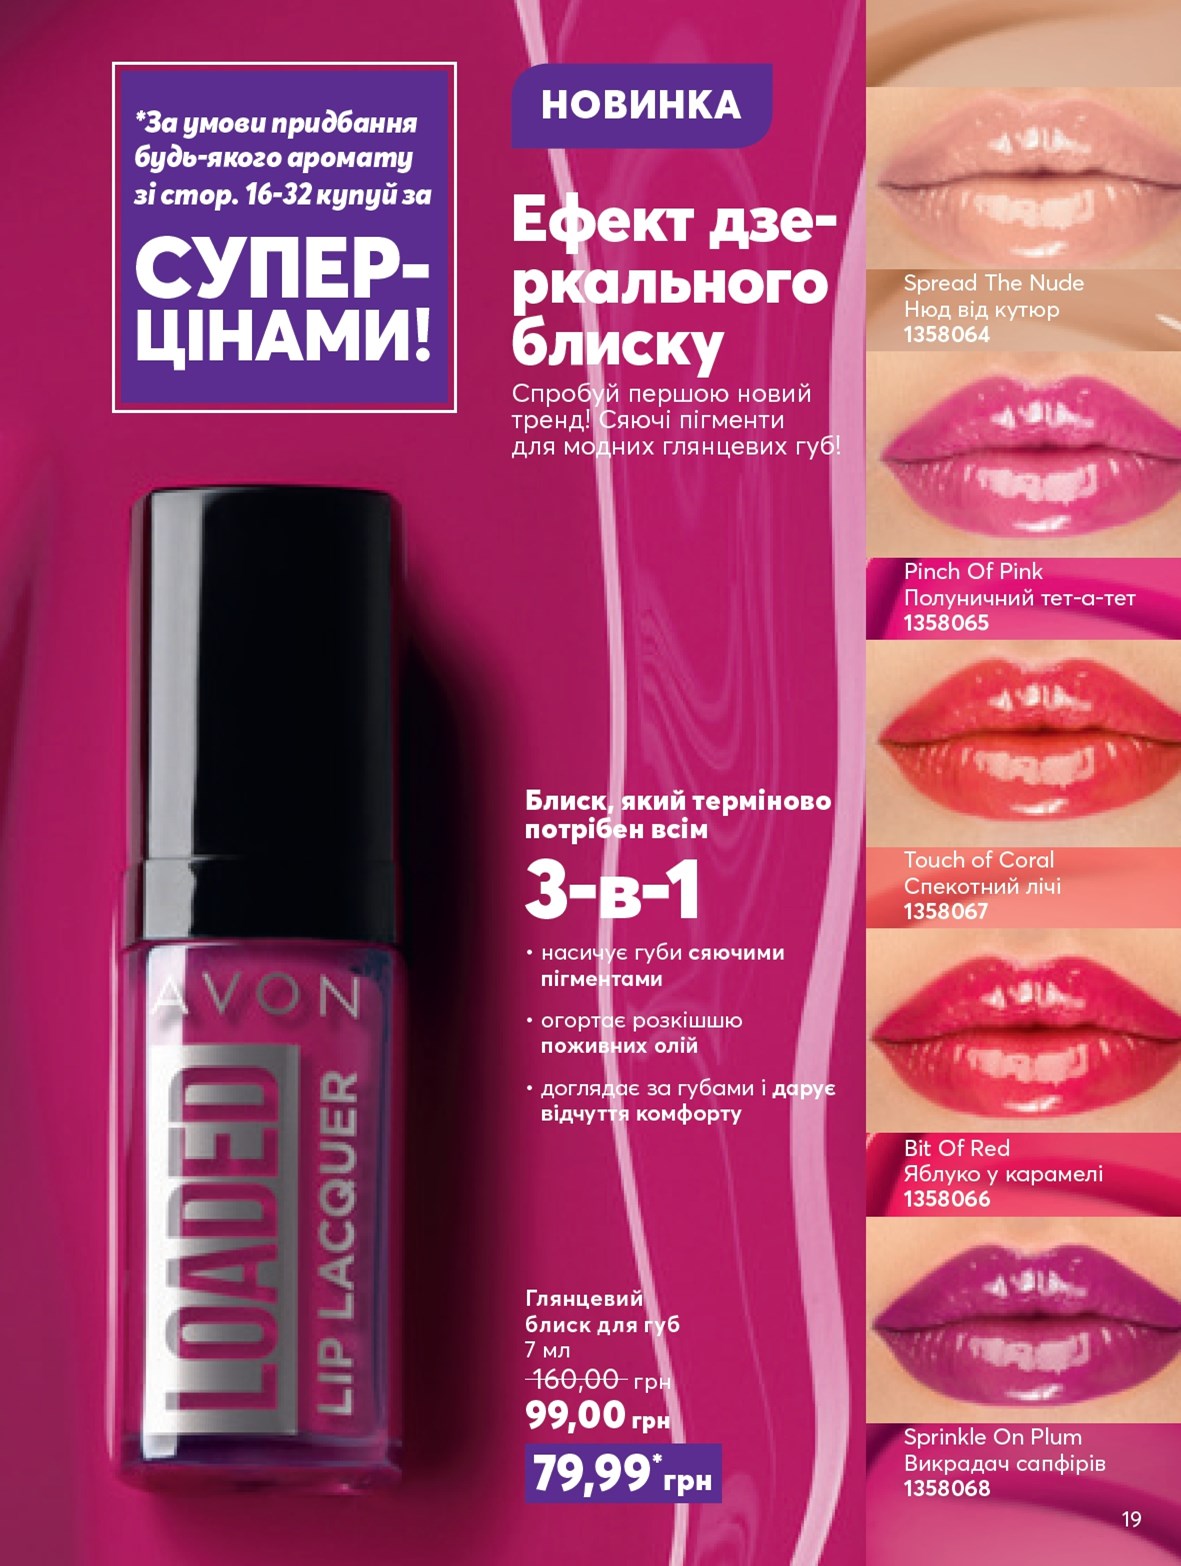 *За умови придбання
будь-якого аромату
зі стор. 16-32 купуй за
СУПЕР-
ЦІНАМИ!
НОВИНКА
Ефект дзе-
ркального
блиску
Спробуй першою новий
тренд! Сяючі пігменти
для модних глянцевих губ!
AVON
LOADED
LIP LACQUER
Блиск, який терміново
потрібен всім
3-в-1
• насичує губи сяючими
пігментами
• огортає розкішшю
поживних олій
• доглядає за губами і дарує
відчуття комфорту
Глянцевий
блиск для губ
7 мл
160,00 грн
99,00 грн
79,99* грн
Spread The Nude
Нюд від кутюр
1358064
Pinch Of Pink
Полуничний тет-а-тет
1358065
Touch of Coral
Спекотний лічі
1358067
Bit Of Red
Яблуко у карамелі
1358066
Sprinkle On Plum
Викрадач сапфірів
1358068
19